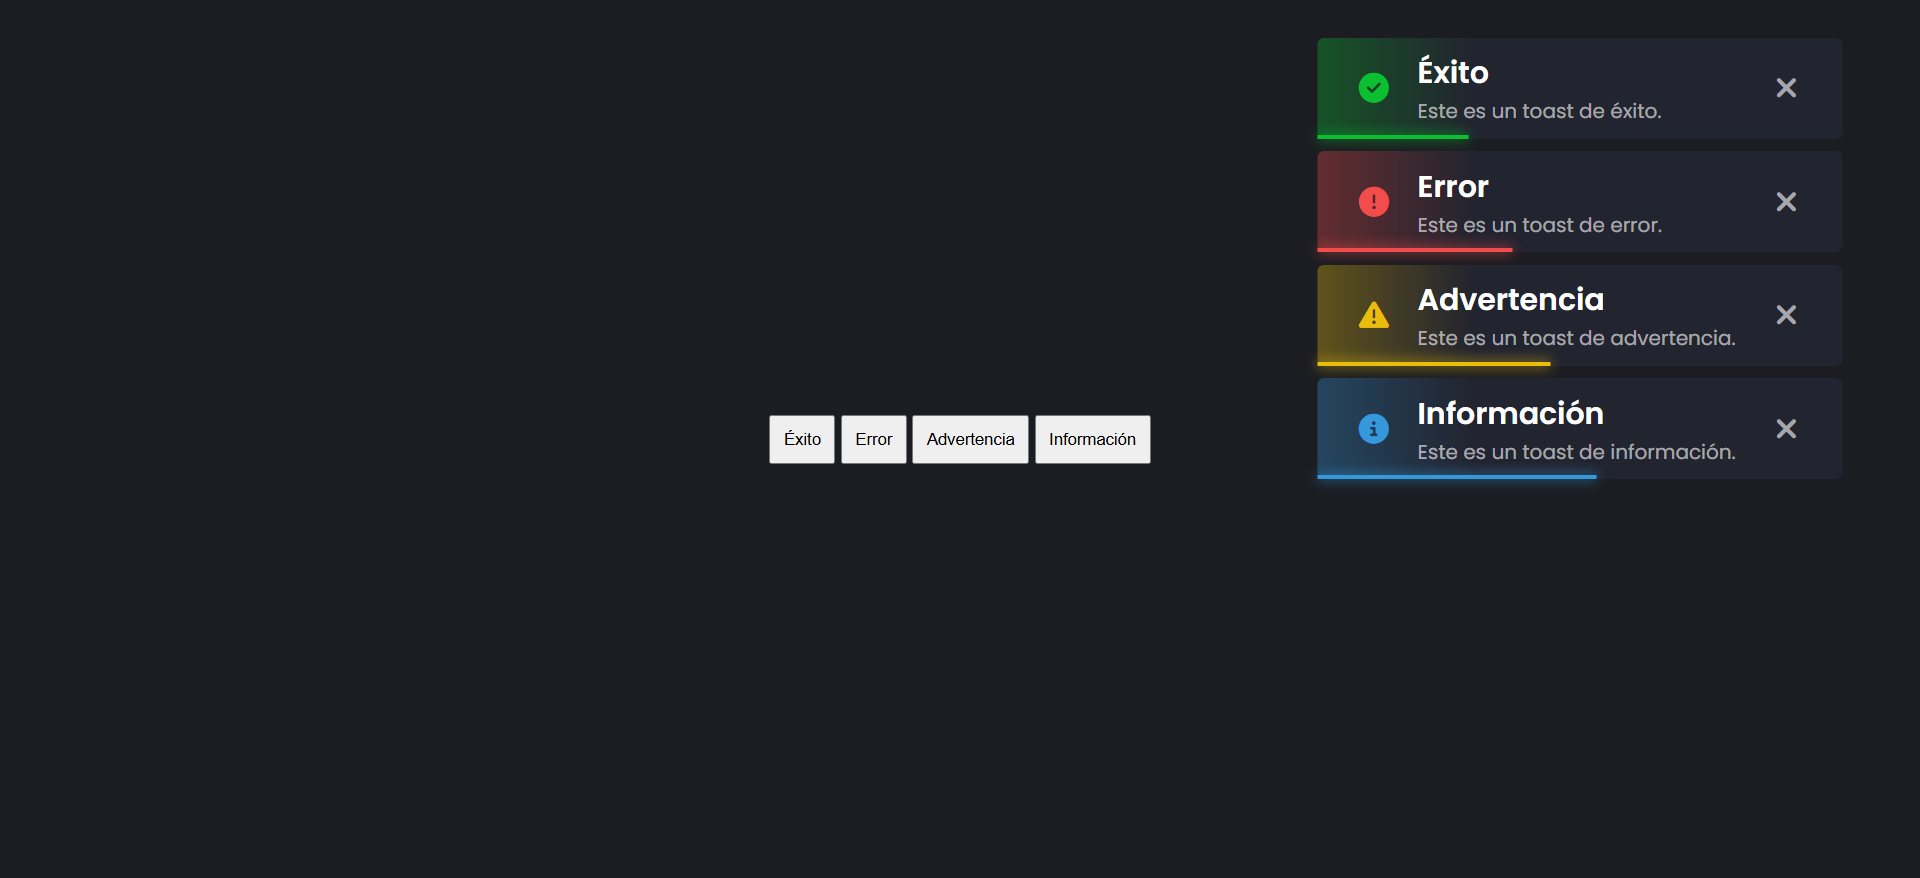 Éxito
Este es un toast de éxito.
Error
Este es un toast de error.
Advertencia
Este es un toast de advertencia.
Información
Este es un toast de información.
Éxito Error Advertencia Información